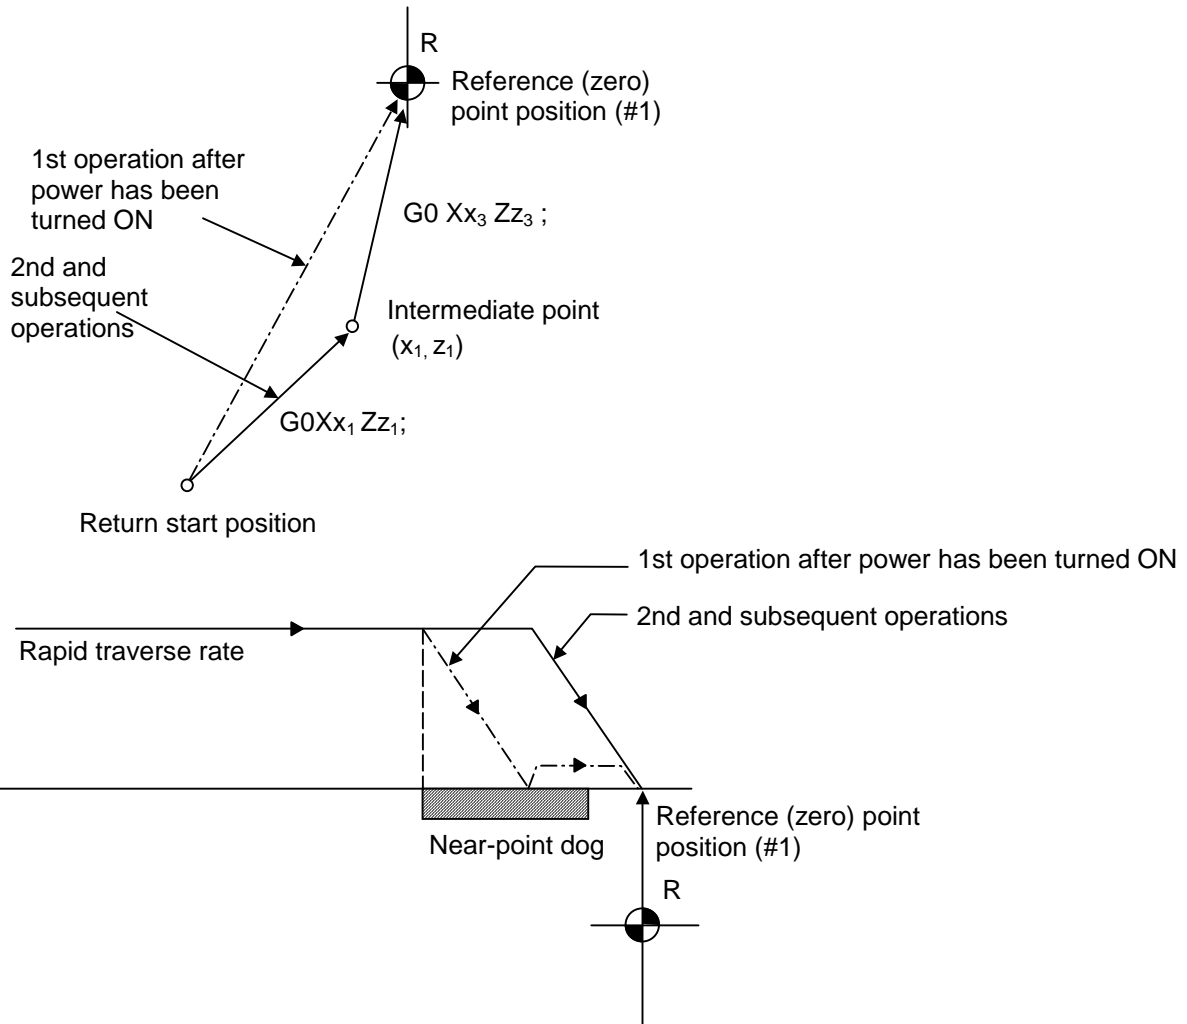 R
Reference (zero)
point position (#1)
1st operation after
power has been
turned ON
G0 Xx₃ Zz₃ ;
2nd and
subsequent
operations
Intermediate point
(x₁, z₁)
G0Xx₁ Zz₁;
Return start position
1st operation after power has been turned ON
2nd and subsequent operations
Rapid traverse rate
Near-point dog
Reference (zero) point
position (#1)
R